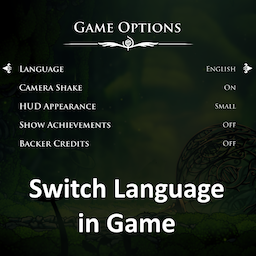 GAME OPTIONS
LANGUAGE ENGLISH
CAMERA SHAKE ON
HUD APPEARANCE SMALL
SHOW ACHIEVEMENTS OFF
BACKER CREDITS OFF
Switch Language
in Game